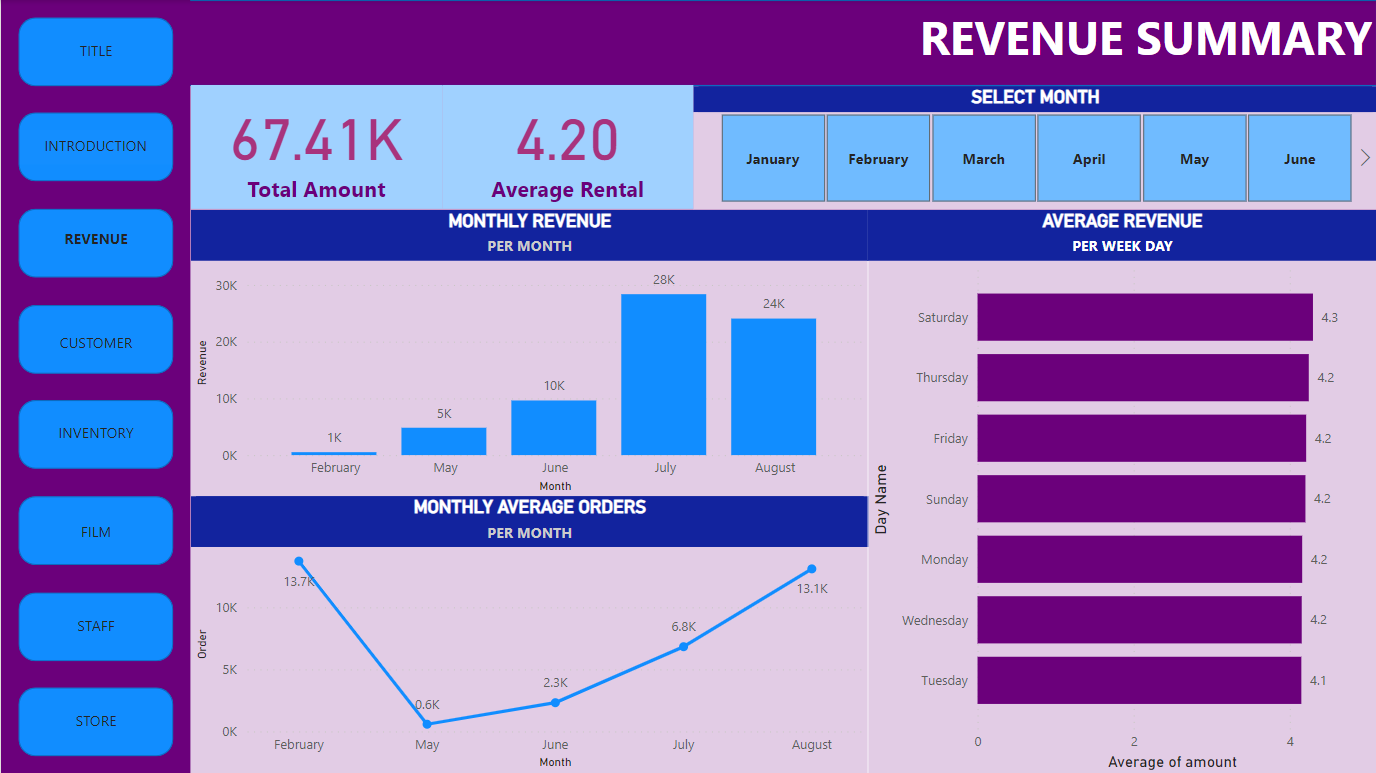 REVENUE SUMMARY
TITLE
INTRODUCTION
REVENUE
CUSTOMER
INVENTORY
FILM
STAFF
STORE
67.41K
Total Amount
4.20
Average Rental
SELECT MONTH
January February March April May June
MONTHLY REVENUE
PER MONTH
Revenue
30K
20K
10K
0K
1K
5K
10K
28K
24K
February May June July August
Month
MONTHLY AVERAGE ORDERS
PER MONTH
Order
10K
5K
0K
13.7K
0.6K
2.3K
6.8K
13.1K
February May June July August
Month
AVERAGE REVENUE
PER WEEK DAY
Day Name
Saturday 4.3
Thursday 4.2
Friday 4.2
Sunday 4.2
Monday 4.2
Wednesday 4.2
Tuesday 4.1
0 2 4
Average of amount